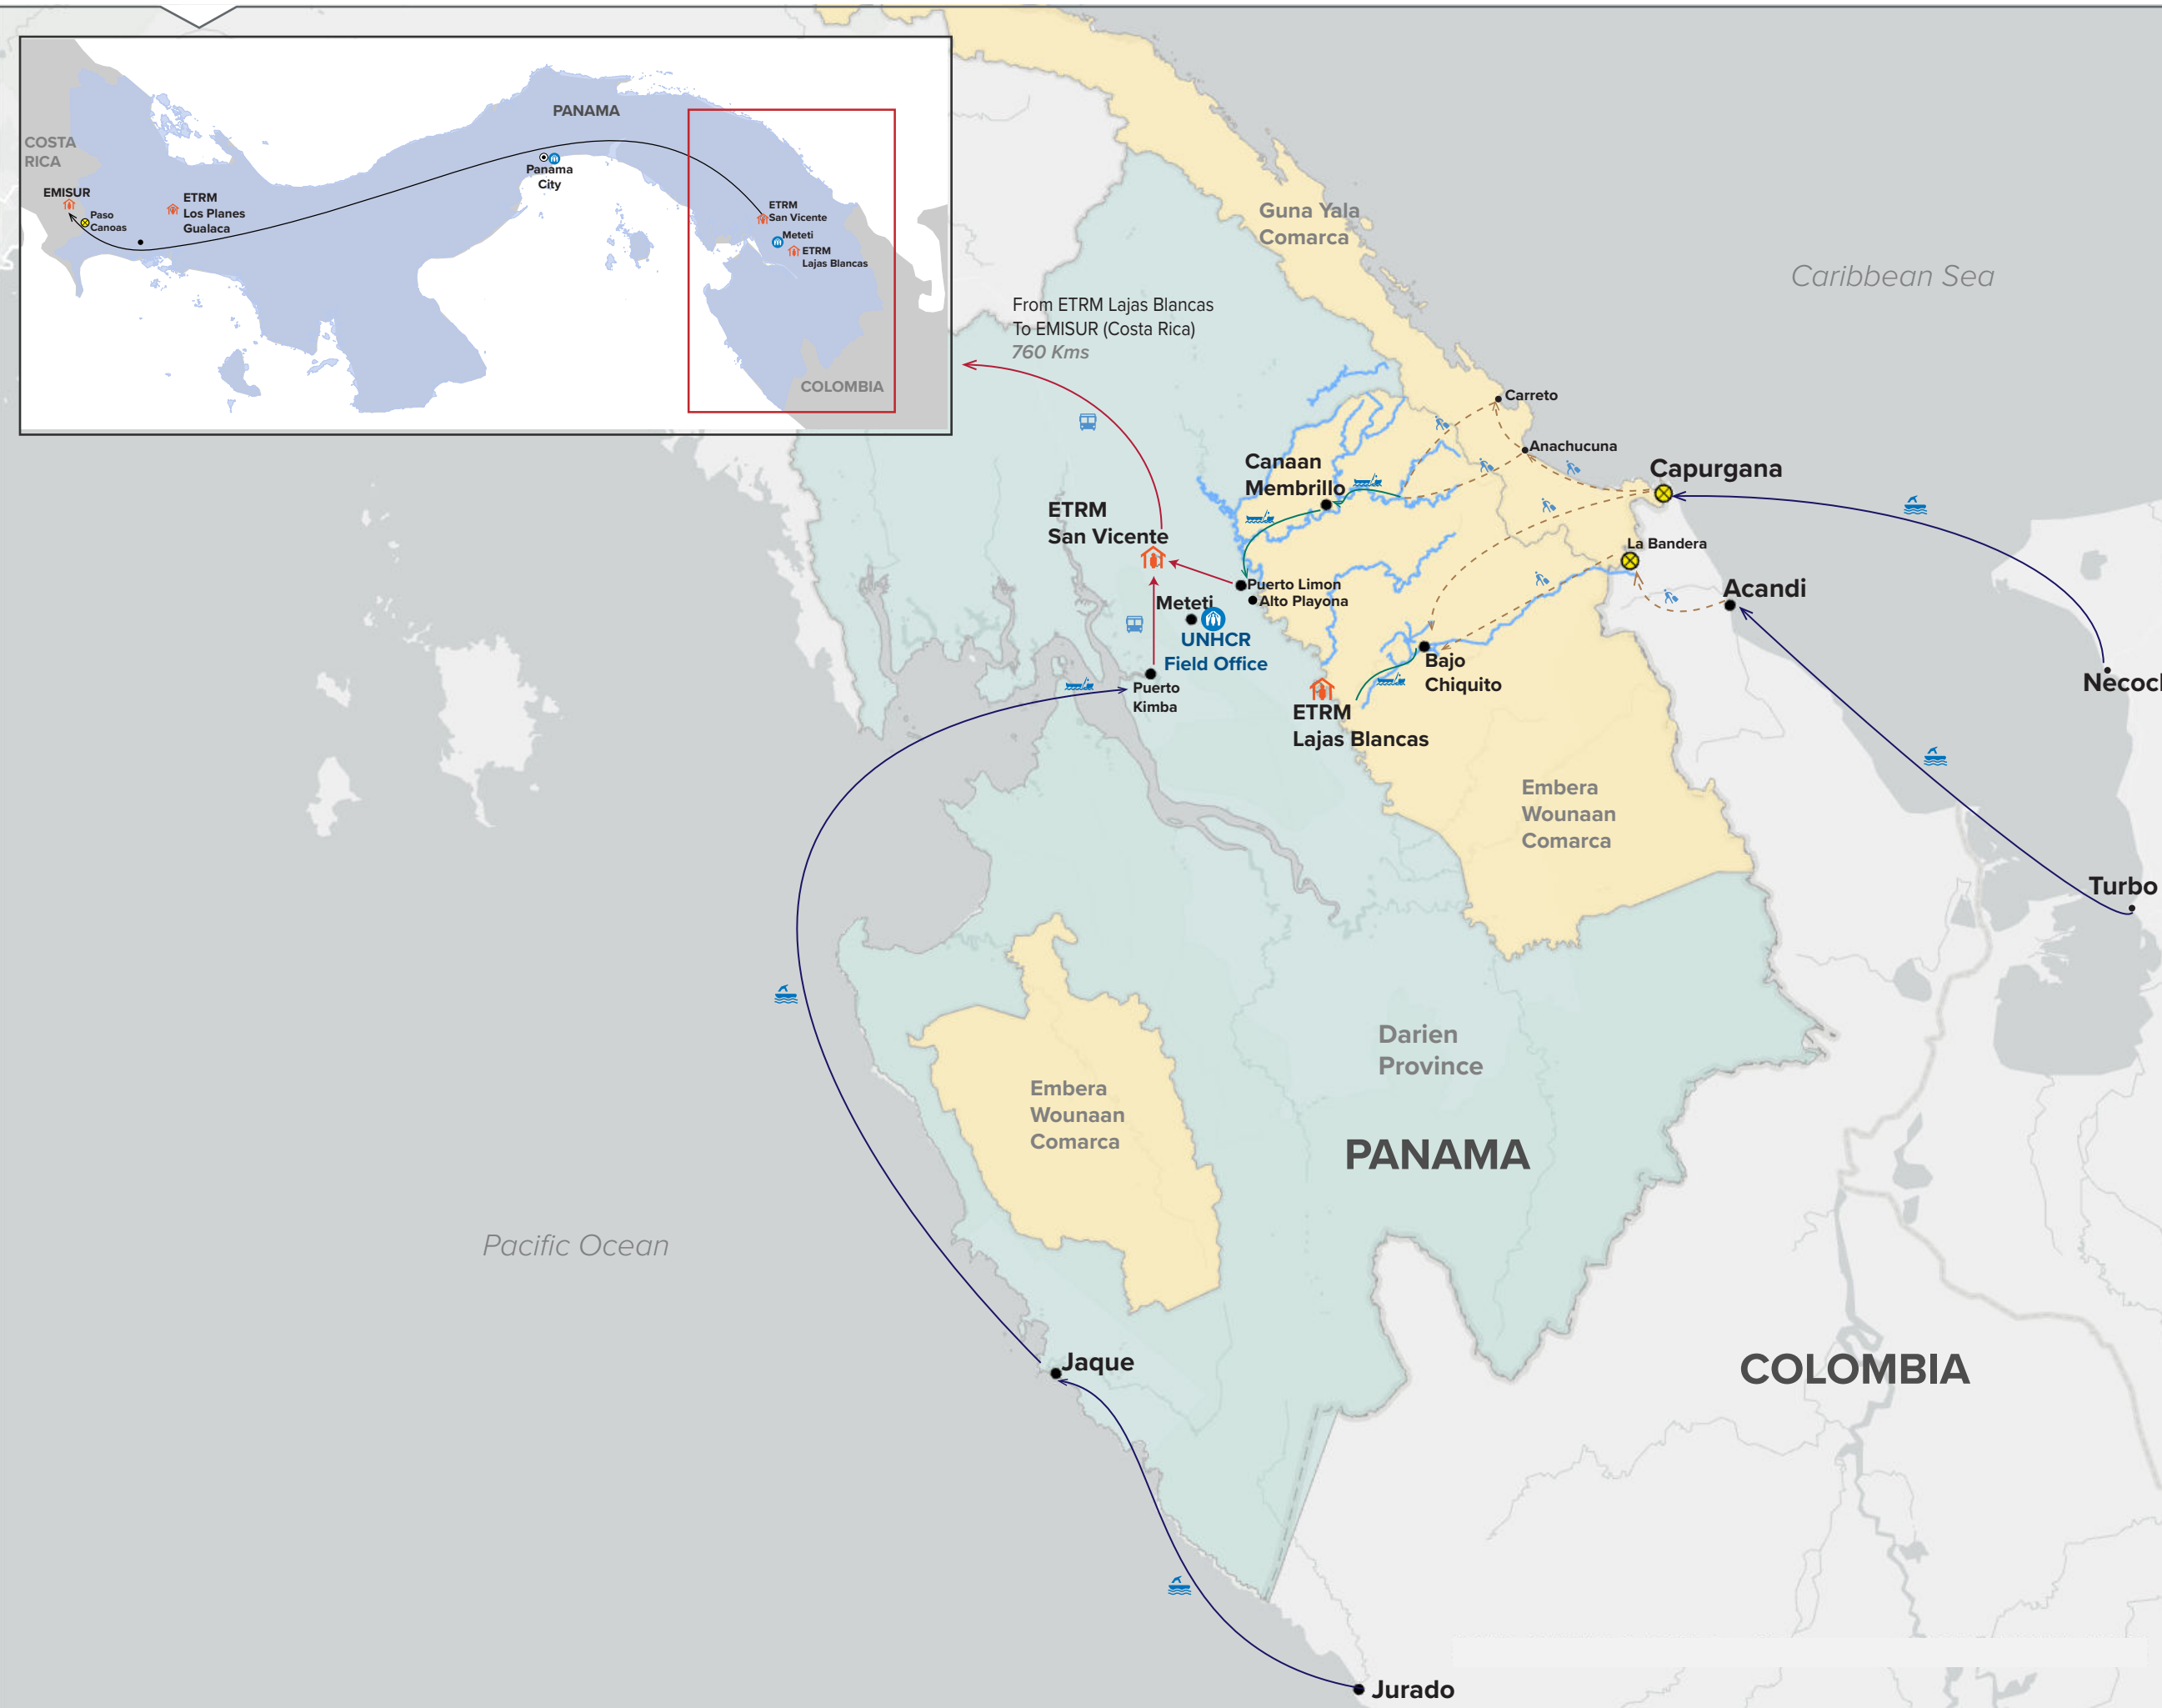 PANAMA
COSTA
RICA
EMISUR
Paso
Canoas
ETRM
Los Planes
Gualaca
Panama
City
ETRM
San Vicente
Meteti
ETRM
Lajas Blancas
COLOMBIA
Guna Yala
Comarca
Caribbean Sea
From ETRM Lajas Blancas
To EMISUR (Costa Rica)
760 Kms
Carreto
Anachucuna
Canaan
Membrillo
Capurgana
ETRM
San Vicente
La Bandera
Puerto Limon
Alto Playona
Acandi
Meteti
UNHCR
Field Office
Bajo
Chiquito
Puerto
Kimba
Necocl
ETRM
Lajas Blancas
Embera
Wounaan
Comarca
Turbo
Darien
Province
Embera
Wounaan
Comarca
PANAMA
Pacific Ocean
Jaque
COLOMBIA
Jurado